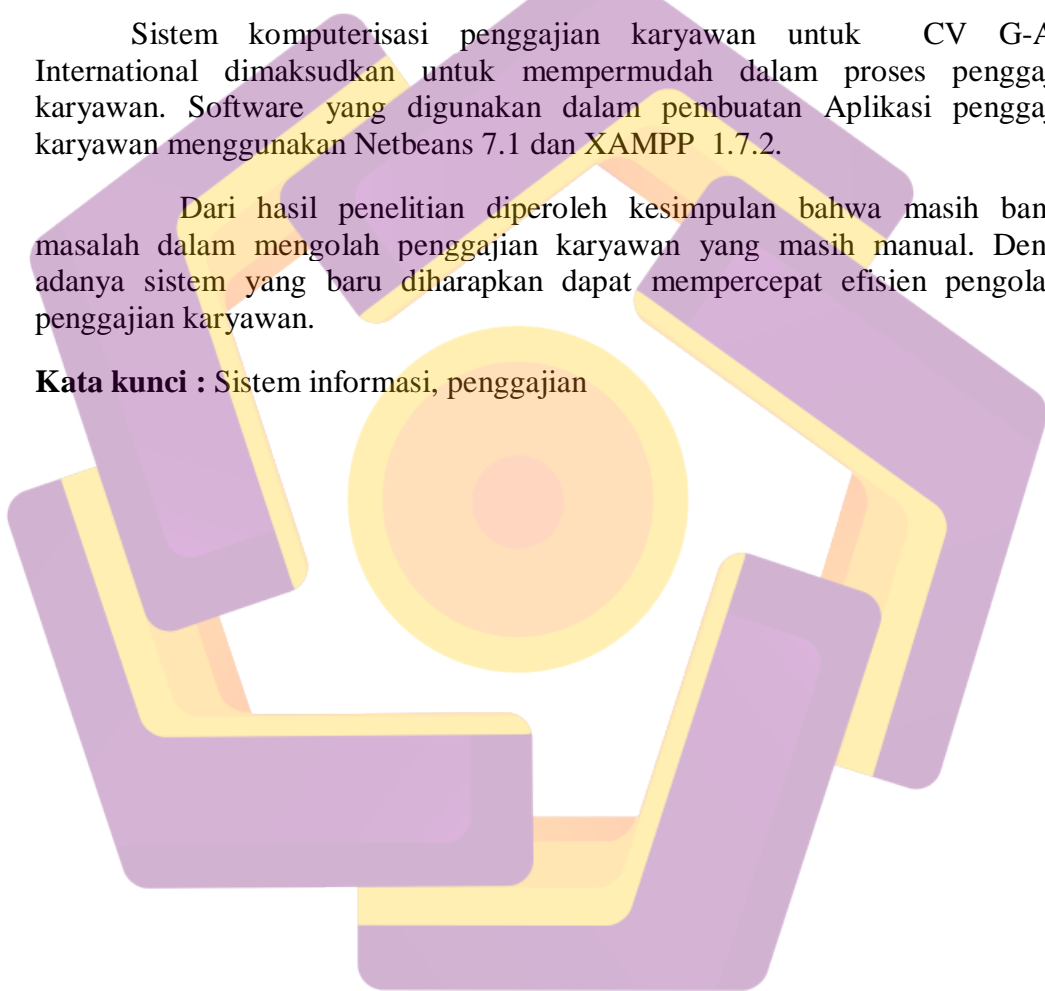 Sistem komputerisasi penggajian karyawan untuk CV G-A
International dimaksudkan untuk mempermudah dalam proses pengga
karyawan. Software yang digunakan dalam pembuatan Aplikasi pengga
karyawan menggunakan Netbeans 7.1 dan XAMPP 1.7.2.
Dari hasil penelitian diperoleh kesimpulan bahwa masih ban
masalah dalam mengolah penggajian karyawan yang masih manual. Den
adanya sistem yang baru diharapkan dapat mempercepat efisien pengola
penggajian karyawan.
Kata kunci : Sistem informasi, penggajian